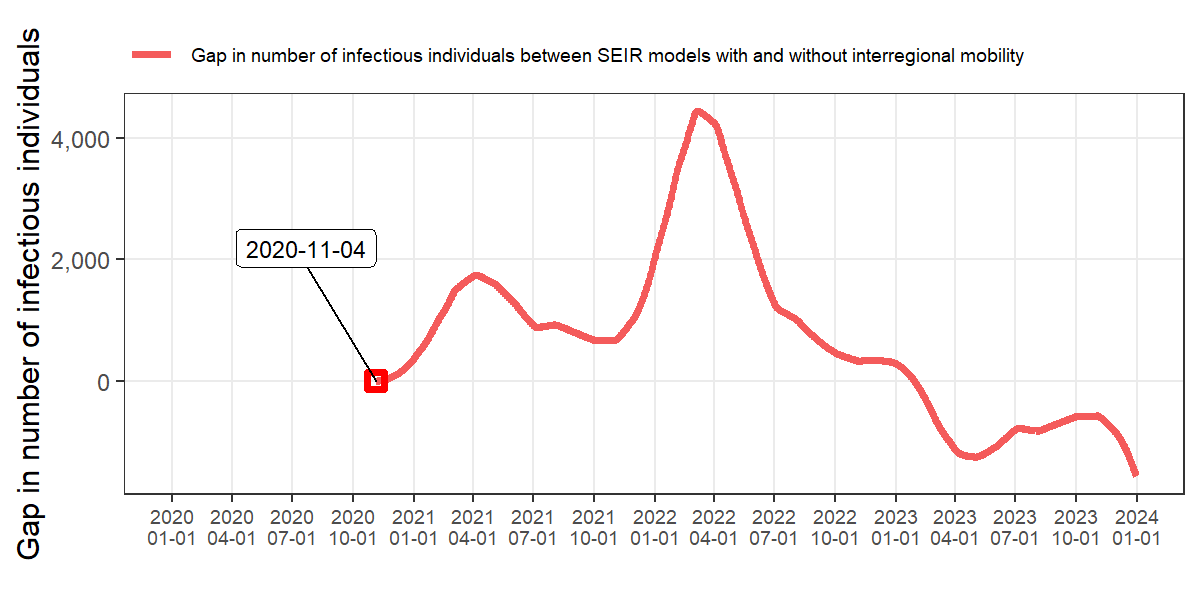 Gap in number of infectious individuals between SEIR models with and without interregional mobility
Gap in number of infectious individuals
4,000
2,000
0
2020-11-04
2020 2020 2020 2020 2021 2021 2021 2021 2022 2022 2022 2022 2023 2023 2023 2023 2024
01-01 04-01 07-01 10-01 01-01 04-01 07-01 10-01 01-01 04-01 07-01 10-01 01-01 04-01 07-01 10-01 01-01